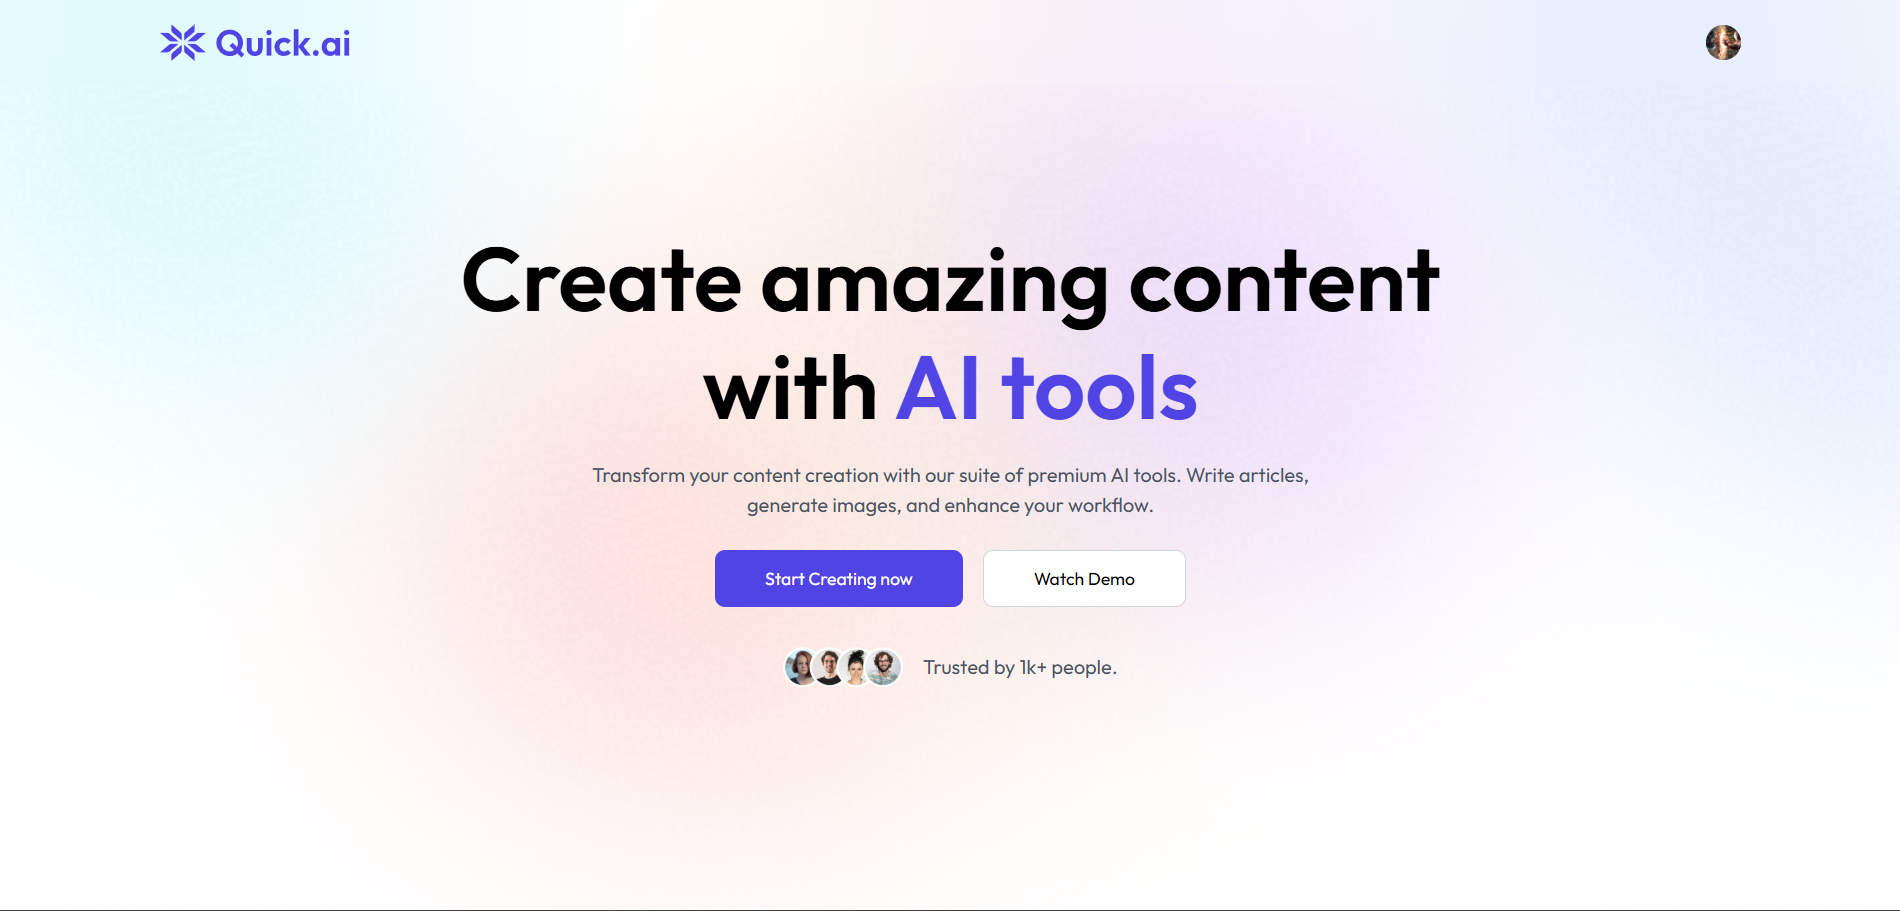 Quick.ai
Create amazing content
with AI tools
Transform your content creation with our suite of premium AI tools. Write articles,
generate images, and enhance your workflow.
Start Creating now
Watch Demo
Trusted by 1k+ people.